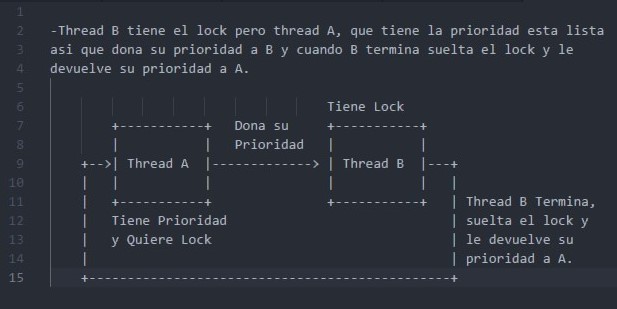 1
2 -Thread B tiene el lock pero thread A, que tiene la prioridad esta lista
3 asi que dona su prioridad a B y cuando B termina suelta el lock y le
4 devuelve su prioridad a A.
5
6                                     Tiene Lock
7         +-----------+   Dona su     +-----------+
8         |           |   Prioridad   |           |
9     +-->| Thread A  |-------------> | Thread B  |---+
10    |   |           |               |           |   |
11    |   +-----------+               +-----------+   | Thread B Termina,
12    |   Tiene Prioridad                             | suelta el lock y
13    |   y Quiere Lock                               | le devuelve su
14    |                                               | prioridad a A.
15    +-----------------------------------------------+